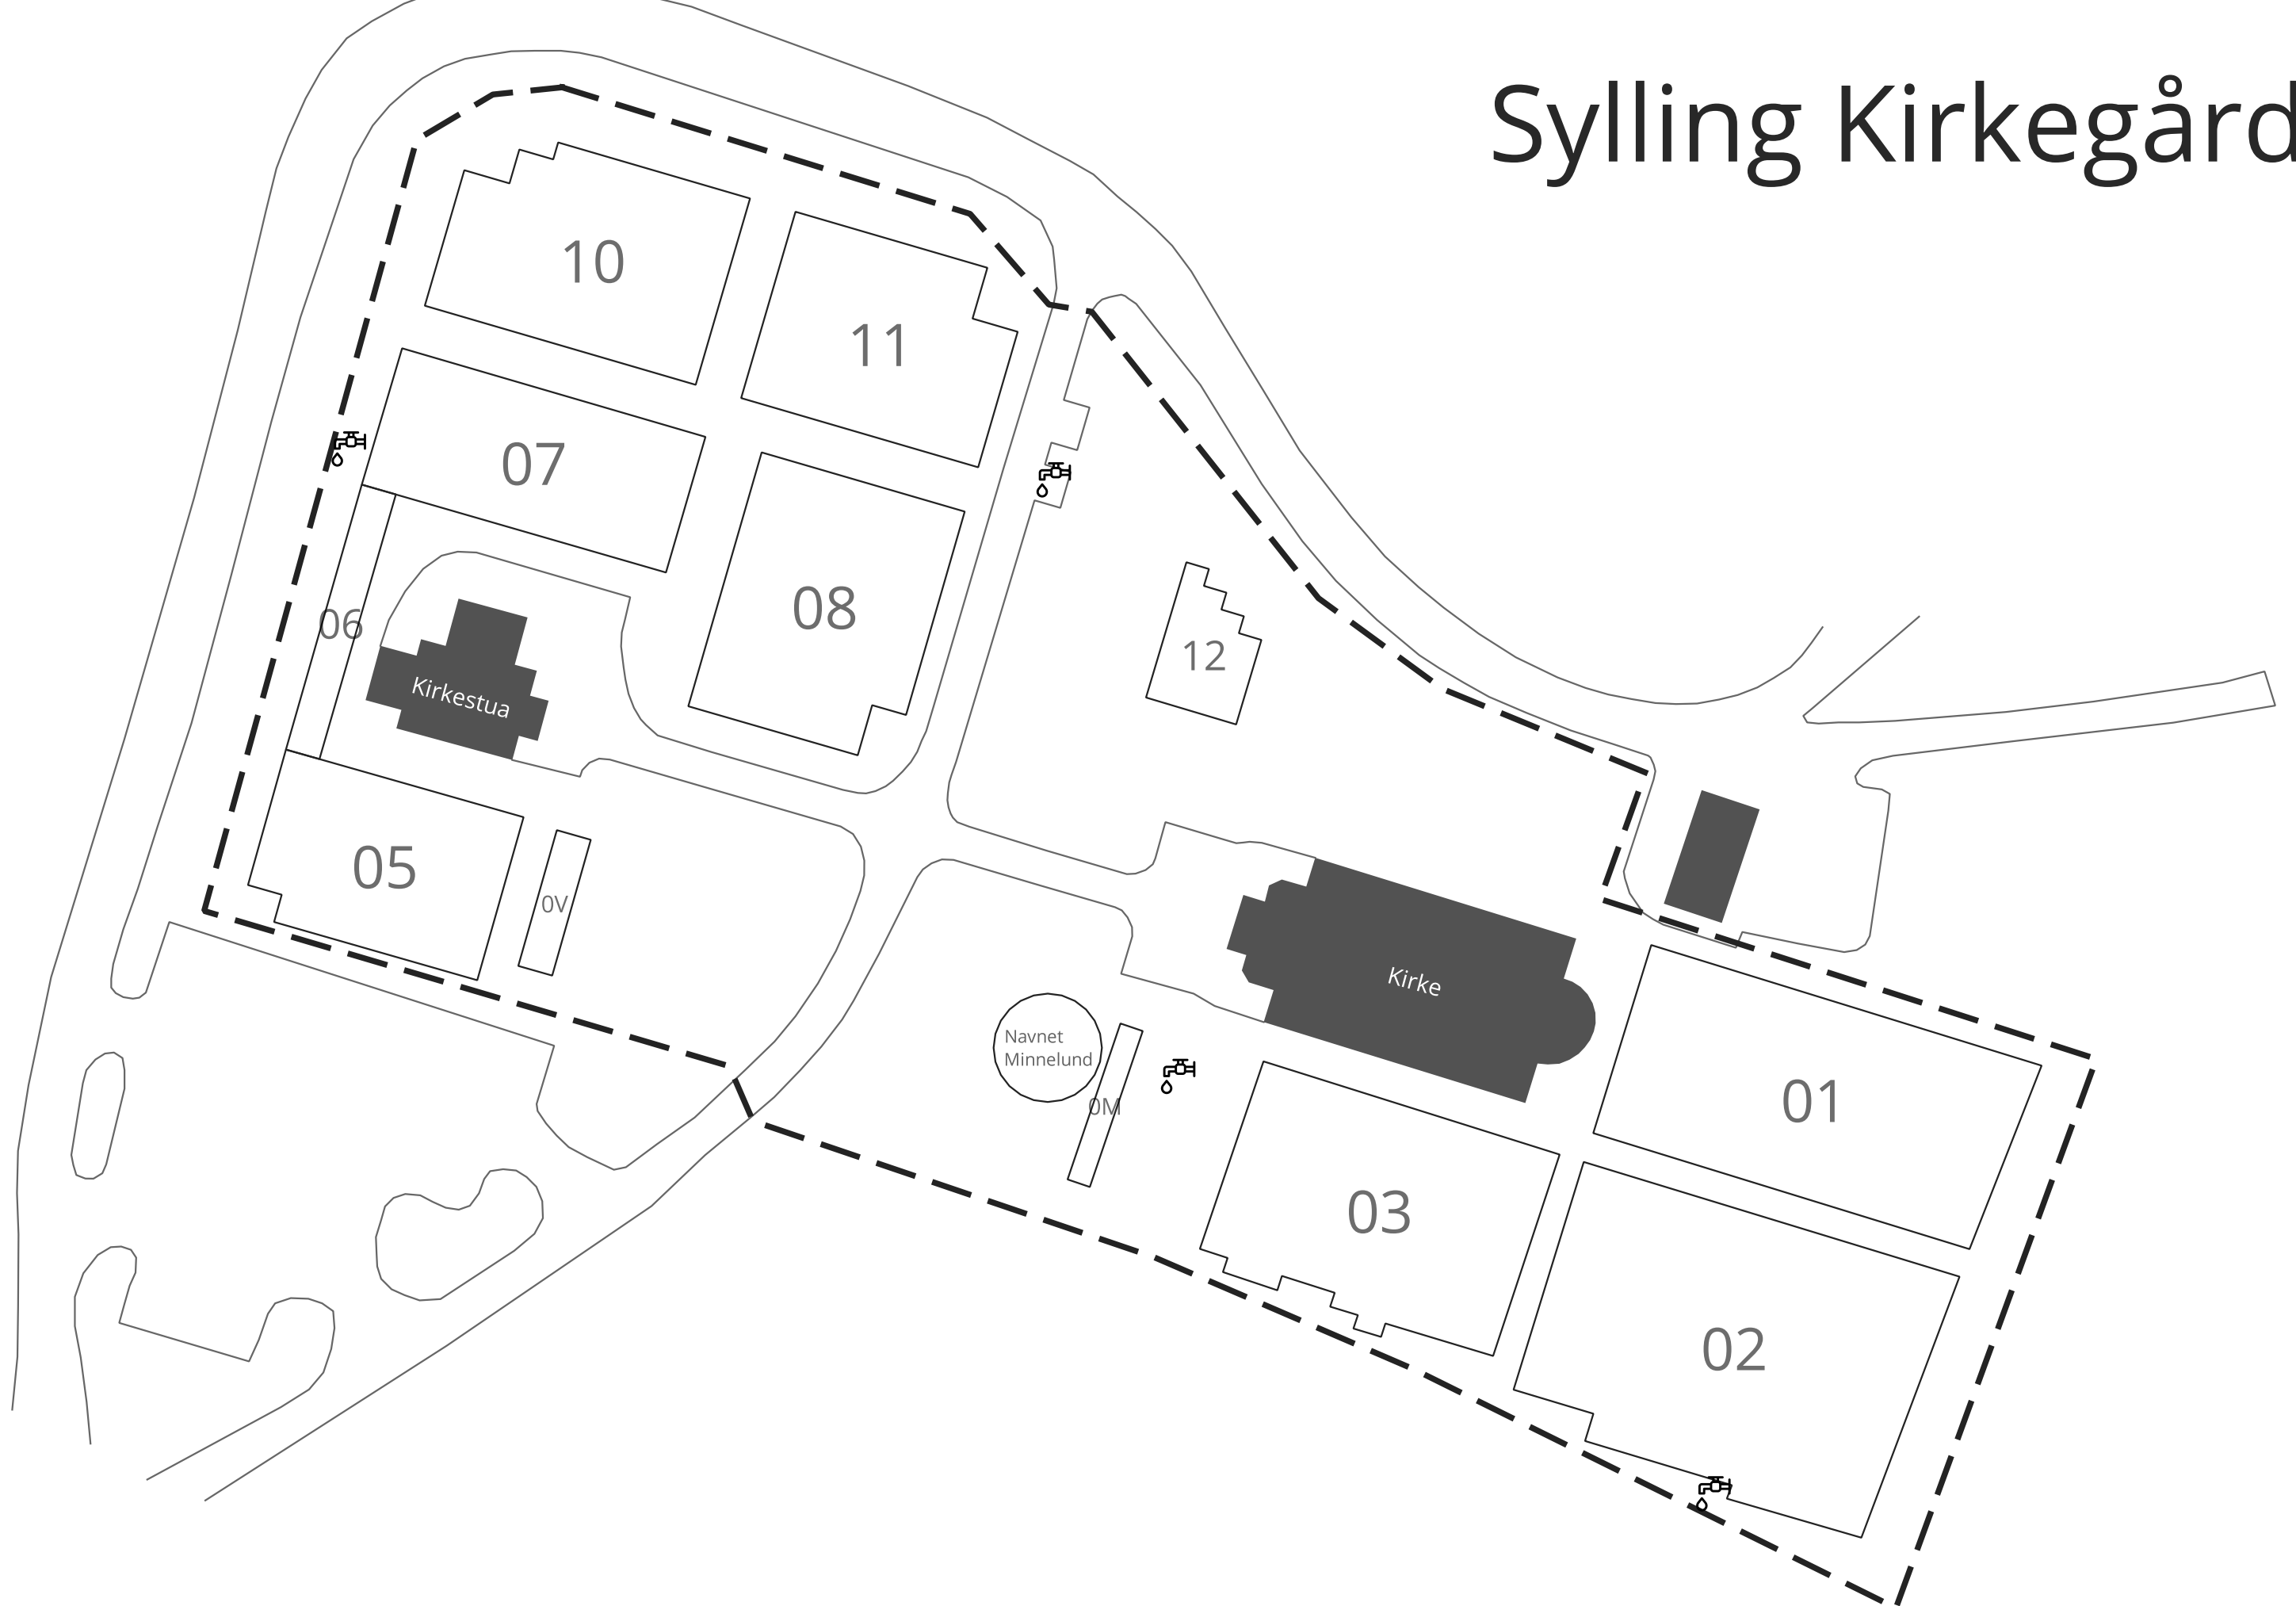 Sylling Kirkegård
10
11
07
06
08
12
Kirkestua
05
0V
Kirke
Navnet
Minnelund
0M
01
03
02